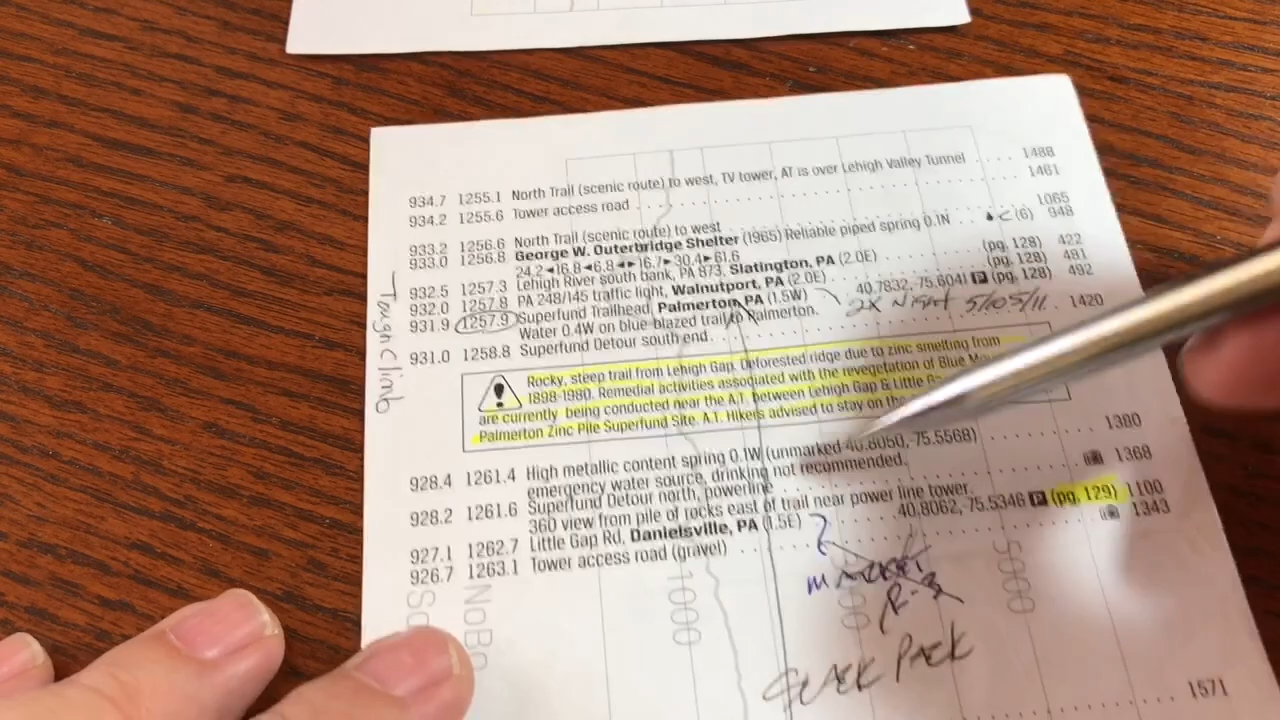 934.7 1255.1 North Trail (scenic route) to west, TV tower, AT is over Lehigh Valley Tunnel .... 1488
934.2 1255.6 Tower access road .... 1461
933.2 1256.6 North Trail (scenic route) to west .... 1065
933.0 1256.8 George W. Outerbridge Shelter (1965) Reliable piped spring 0.1N .. (6) 948
24.2◄16.8◄6.8◄►16.7►30.4►61.6
932.5 1257.3 Lehigh River south bank, PA 873, Slatington, PA (2.0E) .... (pg. 128) 422
932.0 1257.8 PA 248/145 traffic light, Walnutport, PA (2.0E) .... (pg. 128) 481
931.9 1257.9 Superfund Trailhead, Palmerton, PA (1.5W) 40.7832,-75.6041 P (pg. 128) 492
Water 0.4W on blue-blazed trail to Palmerton.
2X Night 5/10 5/11
931.0 1258.8 Superfund Detour south end .... 1420
Tough Climb
Rocky, steep trail from Lehigh Gap. Deforested ridge due to zinc smelting from
1898-1980. Remedial activities associated with the revegetation of Blue
are currently being conducted near the A.T. between Lehigh Gap & Little
Palmerton Zinc Pile Superfund Site. A.T. Hikers advised to stay on the
928.4 1261.4 High metallic content spring 0.1W (unmarked 40.8050,-75.5568) 1380
emergency water source, drinking not recommended.
928.2 1261.6 Superfund Detour north, powerline .... 1368
360 view from pile of rocks east of trail near power line tower.
927.1 1262.7 Little Gap Rd, Danielsville, PA (1.5E) 40.8062,-75.5346 P (pg. 129) 1100
926.7 1263.1 Tower access road (gravel) .... 1343
NoBo
1000
5000
SLACK PACK
1571